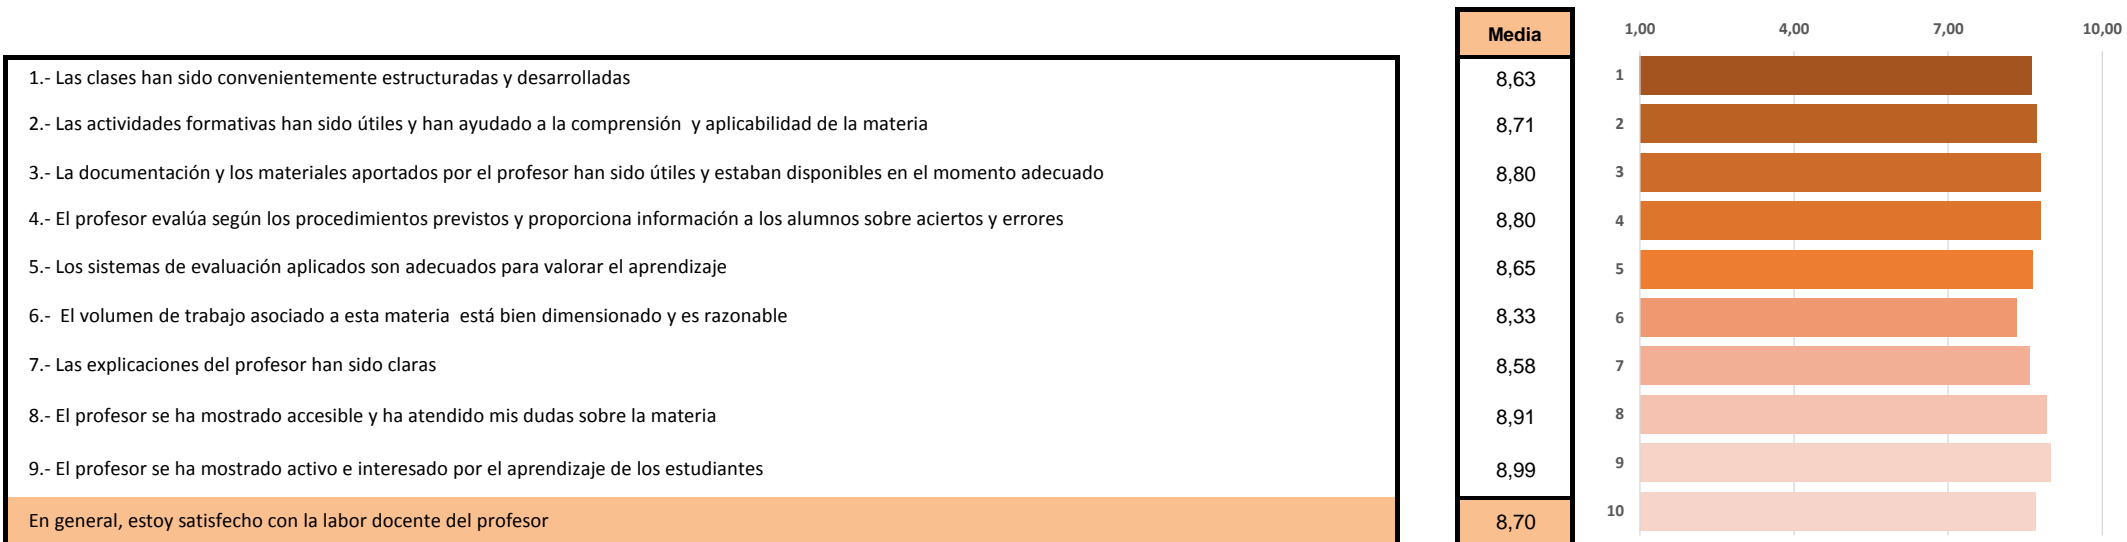 Media
1,00 4,00 7,00 10,00
1.- Las clases han sido convenientemente estructuradas y desarrolladas 8,63 1
2.- Las actividades formativas han sido útiles y han ayudado a la comprensión  y aplicabilidad de la materia 8,71 2
3.- La documentación y los materiales aportados por el profesor han sido útiles y estaban disponibles en el momento adecuado 8,80 3
4.- El profesor evalúa según los procedimientos previstos y proporciona información a los alumnos sobre aciertos y errores 8,80 4
5.- Los sistemas de evaluación aplicados son adecuados para valorar el aprendizaje 8,65 5
6.-  El volumen de trabajo asociado a esta materia  está bien dimensionado y es razonable 8,33 6
7.- Las explicaciones del profesor han sido claras 8,58 7
8.- El profesor se ha mostrado accesible y ha atendido mis dudas sobre la materia 8,91 8
9.- El profesor se ha mostrado activo e interesado por el aprendizaje de los estudiantes 8,99 9
En general, estoy satisfecho con la labor docente del profesor 8,70 10